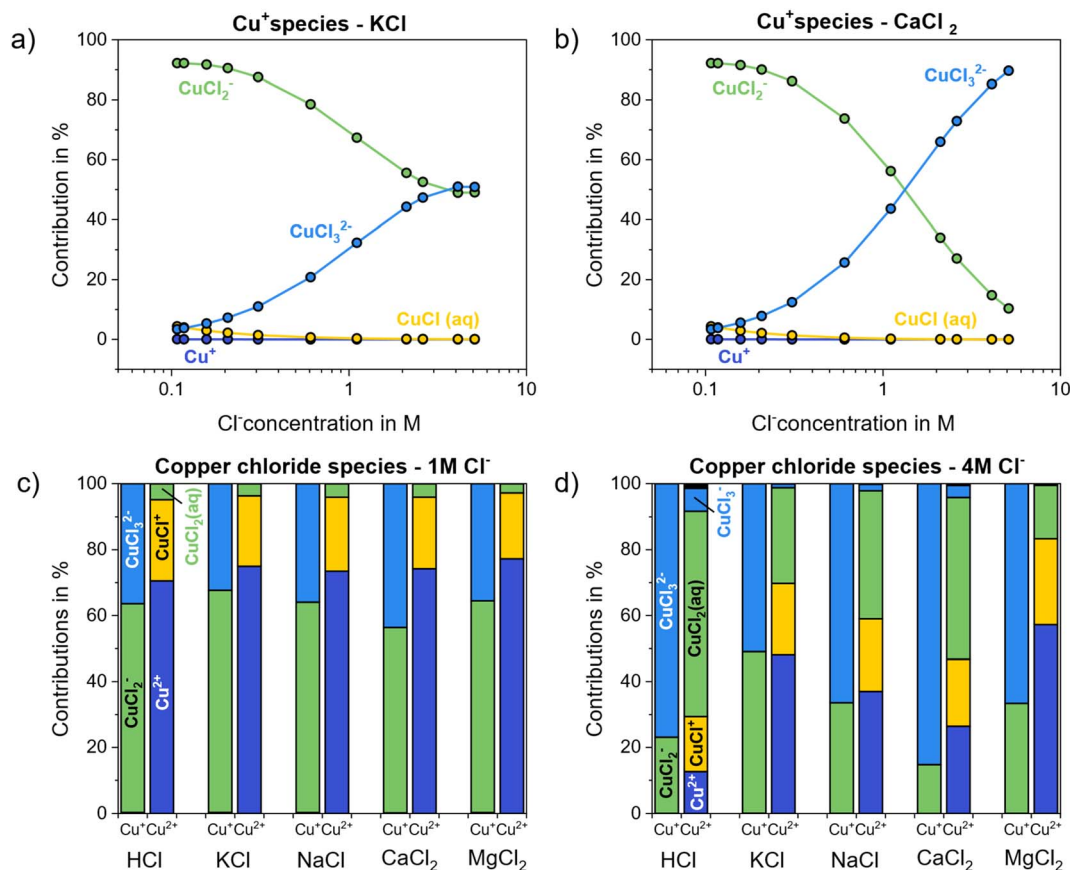 a)
Cu⁺species - KCl
Contribution in %
100
80
60
40
20
0
CuCl₂⁻
CuCl₃²⁻
CuCl (aq)
Cu⁺
0.1
1
10
Cl⁻concentration in M
b)
Cu⁺species - CaCl ₂
Contribution in %
100
80
60
40
20
0
CuCl₂⁻
CuCl₃²⁻
CuCl (aq)
Cu⁺
0.1
1
10
Cl⁻concentration in M
c)
Copper chloride species - 1M Cl⁻
Contributions in %
100
80
60
40
20
0
CuCl₃²⁻
CuCl₂⁻
CuCl⁺
Cu²⁺
CuCl₂(aq)
Cu⁺Cu²⁺ Cu⁺Cu²⁺ Cu⁺Cu²⁺ Cu⁺Cu²⁺ Cu⁺Cu²⁺
HCl KCl NaCl CaCl₂ MgCl₂
d)
Copper chloride species - 4M Cl⁻
Contributions in %
100
80
60
40
20
0
CuCl₃²⁻
CuCl₂⁻
CuCl₃⁻
CuCl₂(aq)
CuCl⁺
Cu²⁺
Cu⁺Cu²⁺ Cu⁺Cu²⁺ Cu⁺Cu²⁺ Cu⁺Cu²⁺ Cu⁺Cu²⁺
HCl KCl NaCl CaCl₂ MgCl₂